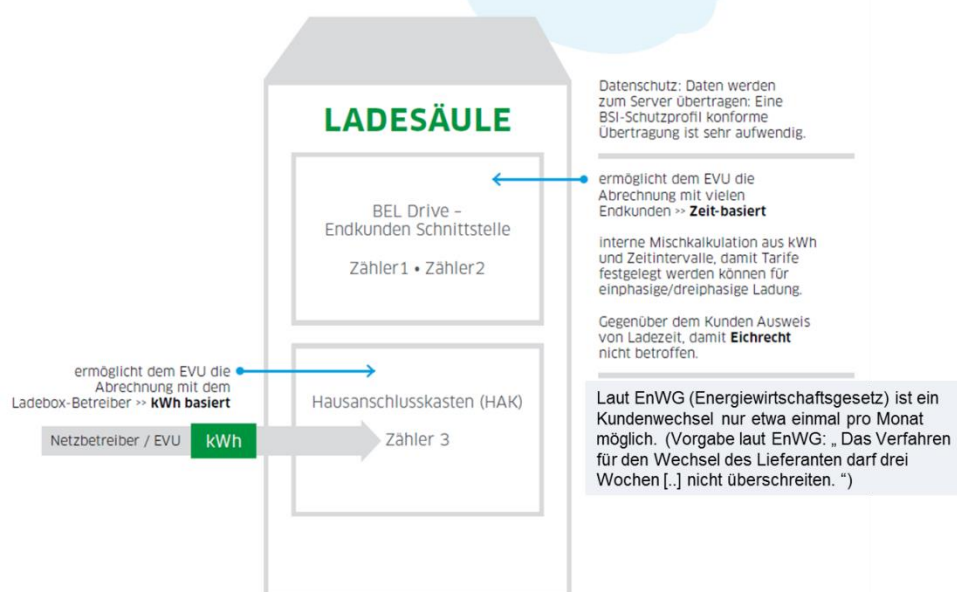 LADESÄULE
BEL Drive –
Endkunden Schnittstelle
Zähler1 • Zähler2
Hausanschlusskasten (HAK)
Zähler 3
ermöglicht dem EVU die
Abrechnung mit dem
Ladebox-Betreiber >> kWh basiert
Netzbetreiber / EVU kWh
Datenschutz: Daten werden
zum Server übertragen: Eine
BSI-Schutzprofil konforme
Übertragung ist sehr aufwendig.
ermöglicht dem EVU die
Abrechnung mit vielen
Endkunden >> Zeit-basiert
interne Mischkalkulation aus kWh
und Zeitintervalle, damit Tarife
festgelegt werden können für
einphasige/dreiphasige Ladung.
Gegenüber dem Kunden Ausweis
von Ladezeit, damit Eichrecht
nicht betroffen.
Laut EnWG (Energiewirtschaftsgesetz) ist ein
Kundenwechsel nur etwa einmal pro Monat
möglich. (Vorgabe laut EnWG: „ Das Verfahren
für den Wechsel des Lieferanten darf drei
Wochen [..] nicht überschreiten. “)